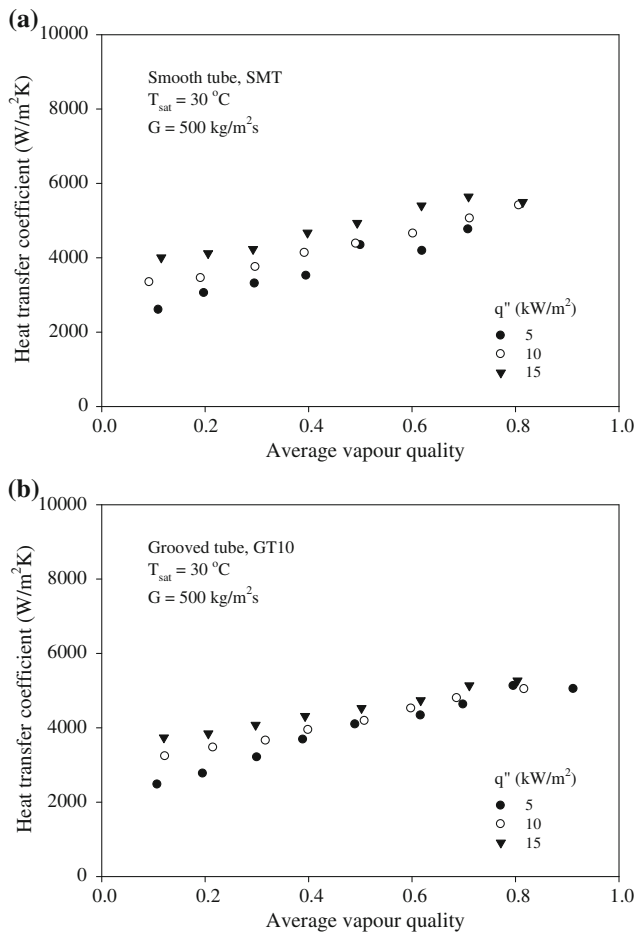 (a)
Heat transfer coefficient (W/m²K)
10000
8000
6000
4000
2000
0
Smooth tube, SMT
T_sat = 30 °C
G = 500 kg/m²s
q" (kW/m²)
5
10
15
0.0 0.2 0.4 0.6 0.8 1.0
Average vapour quality
(b)
Heat transfer coefficient (W/m²K)
10000
8000
6000
4000
2000
0
Grooved tube, GT10
T_sat = 30 °C
G = 500 kg/m²s
q" (kW/m²)
5
10
15
0.0 0.2 0.4 0.6 0.8 1.0
Average vapour quality